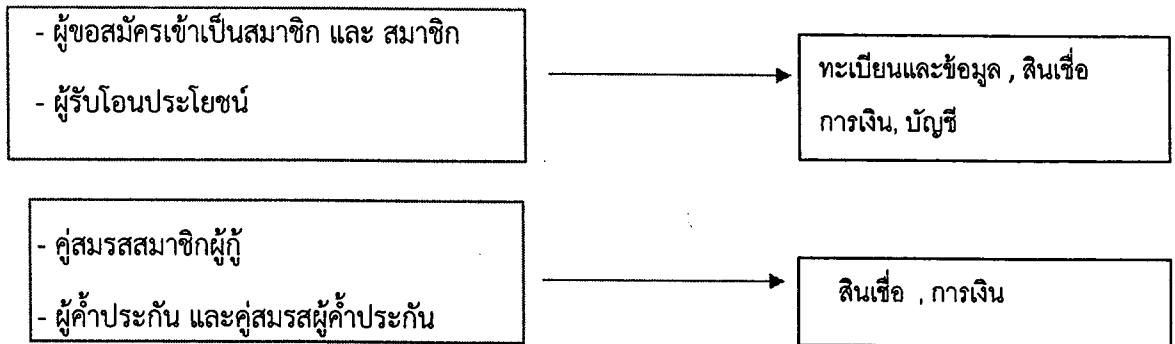 - ผู้ขอสมัครเข้าเป็นสมาชิก และ สมาชิก
- ผู้รับโอนประโยชน์
ทะเบียนและข้อมูล , สินเชื่อ
การเงิน, บัญชี
- คู่สมรสสมาชิกผู้กู้
- ผู้ค้ำประกัน และคู่สมรสผู้ค้ำประกัน
สินเชื่อ , การเงิน